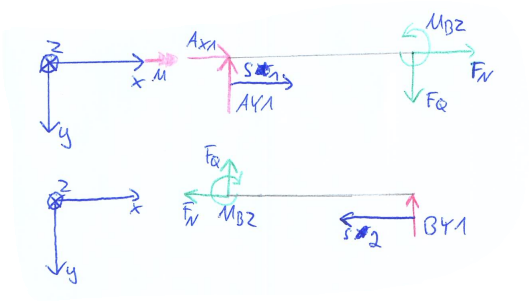 Z Ax1 MBZ
x M S1 FN
AY1 FQ
y
FQ
Z x FN MBZ S2 BY1
y